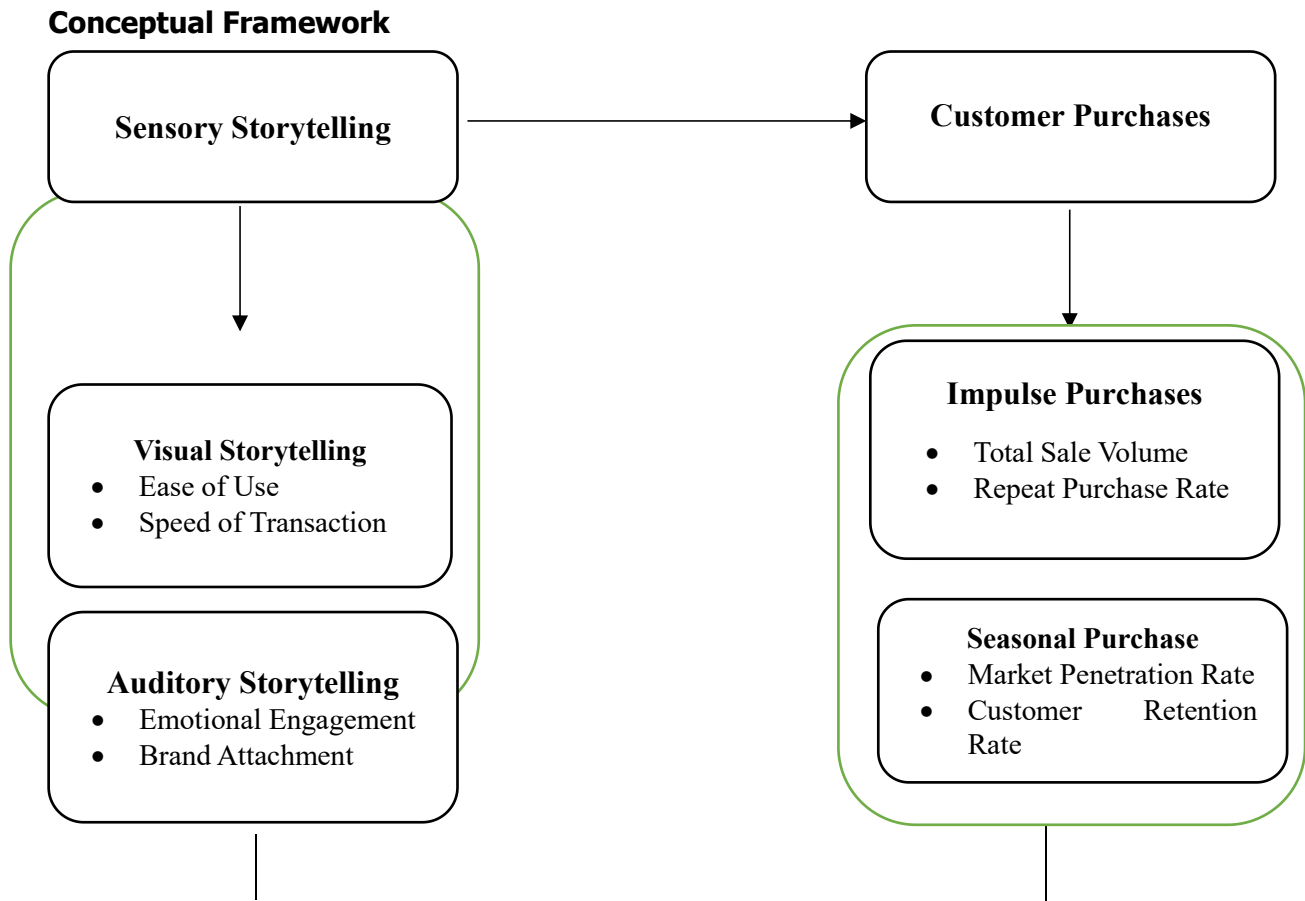 Conceptual Framework
Sensory Storytelling
Customer Purchases
Visual Storytelling
• Ease of Use
• Speed of Transaction
Auditory Storytelling
• Emotional Engagement
• Brand Attachment
Impulse Purchases
• Total Sale Volume
• Repeat Purchase Rate
Seasonal Purchase
• Market Penetration Rate
• Customer Retention
Rate